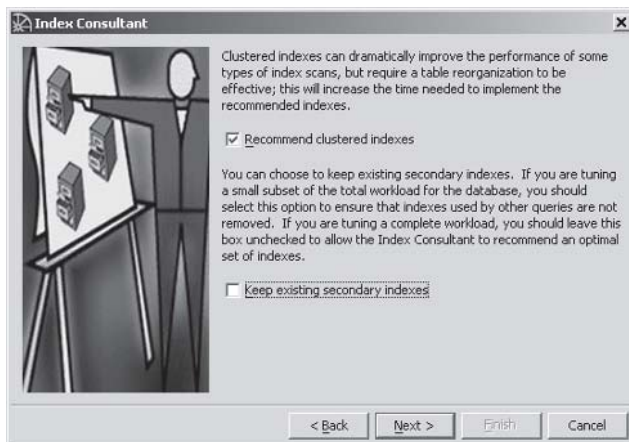 Index Consultant
Clustered indexes can dramatically improve the performance of some
types of index scans, but require a table reorganization to be
effective; this will increase the time needed to implement the
recommended indexes.
Recommend clustered indexes
You can choose to keep existing secondary indexes. If you are tuning
a small subset of the total workload for the database, you should
select this option to ensure that indexes used by other queries are not
removed. If you are tuning a complete workload, you should leave this
box unchecked to allow the Index Consultant to recommend an optimal
set of indexes.
Keep existing secondary indexes
< Back Next > Finish Cancel